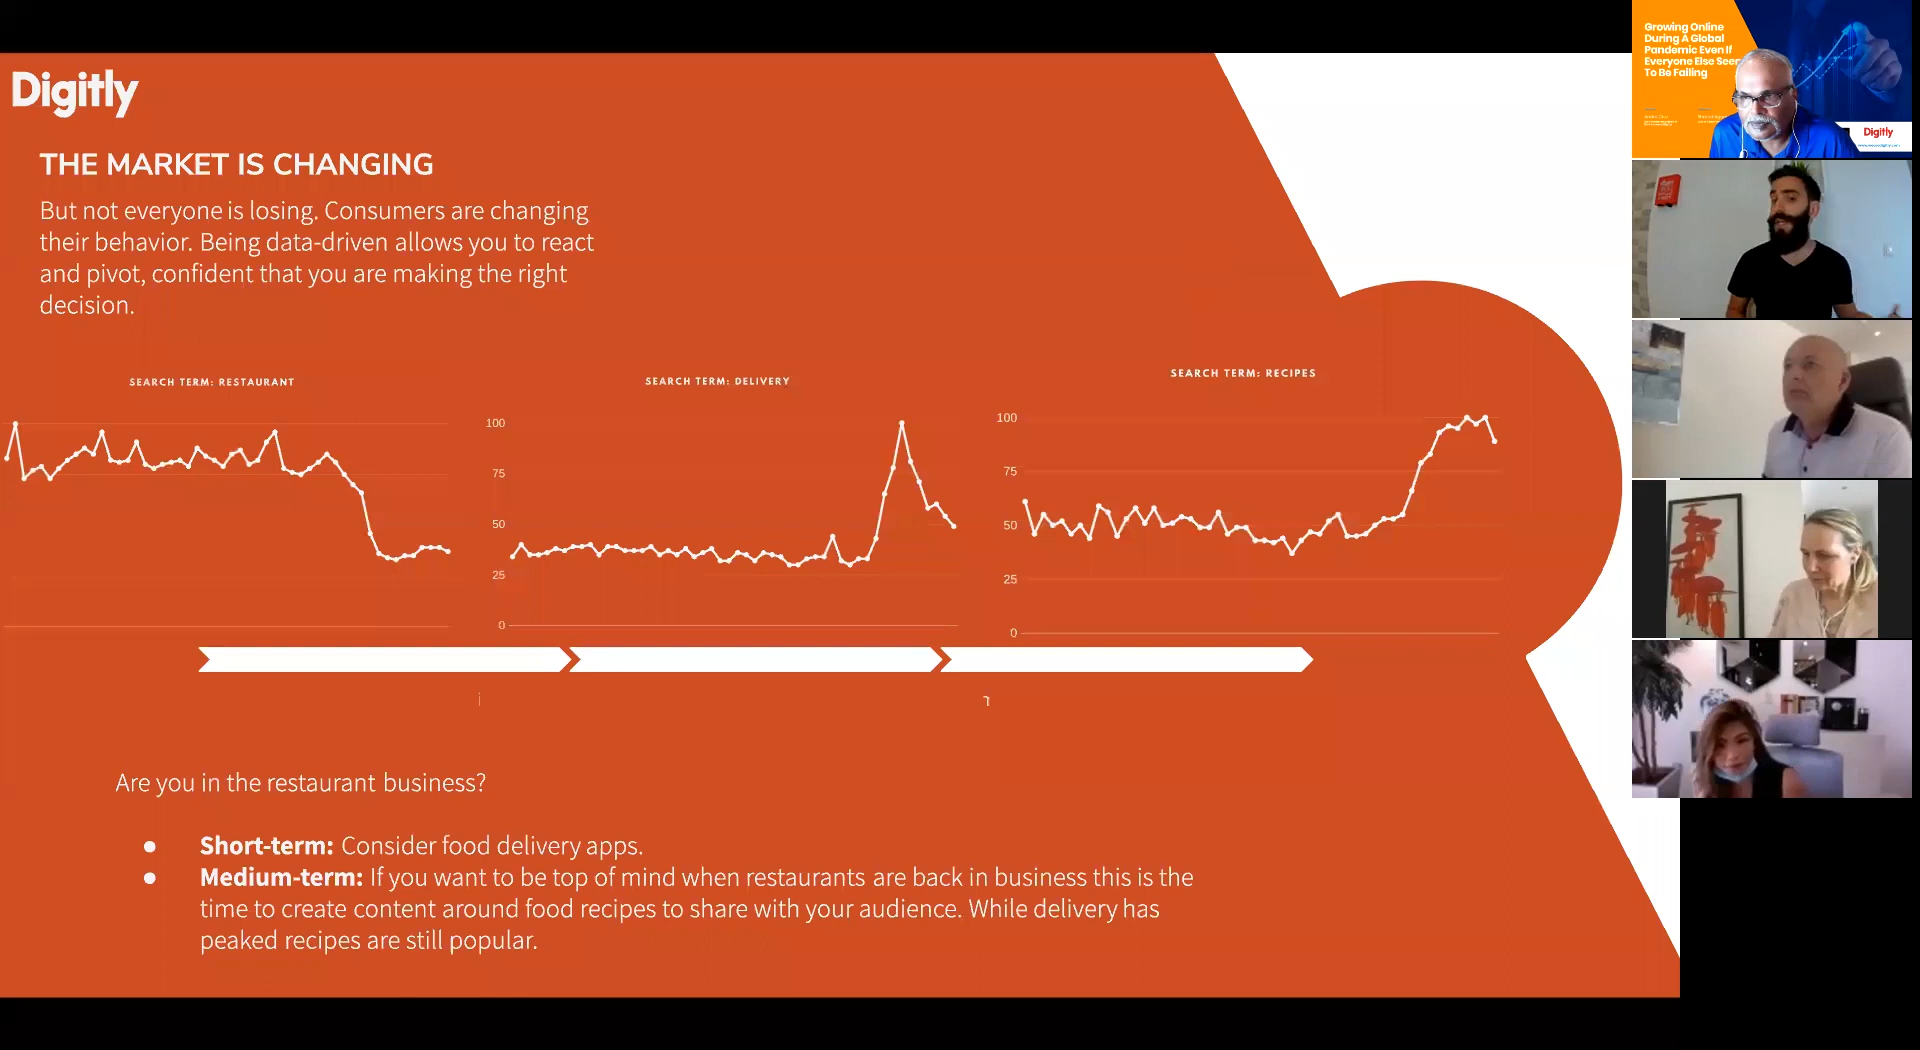 Digitly
THE MARKET IS CHANGING
But not everyone is losing. Consumers are changing
their behavior. Being data-driven allows you to react
and pivot, confident that you are making the right
decision.
SEARCH TERM: RESTAURANT
SEARCH TERM: DELIVERY
SEARCH TERM: RECIPES
100
75
50
25
0
100
75
50
25
0
Are you in the restaurant business?
● Short-term: Consider food delivery apps.
● Medium-term: If you want to be top of mind when restaurants are back in business this is the
time to create content around food recipes to share with your audience. While delivery has
peaked recipes are still popular.
Growing Online
During A Global
Pandemic Even If
Everyone Else
To Be Failing
Digitly